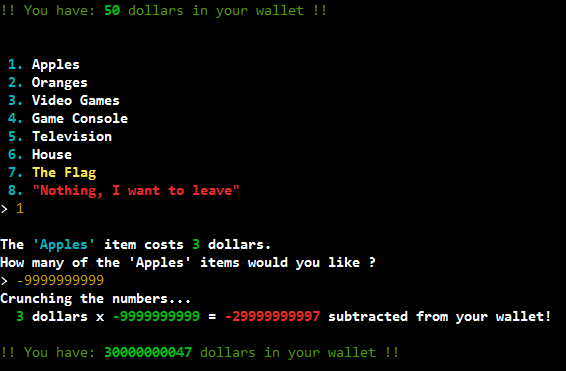 !! You have: 50 dollars in your wallet !!
1. Apples
2. Oranges
3. Video Games
4. Game Console
5. Television
6. House
7. The Flag
8. "Nothing, I want to leave"
> 1
The 'Apples' item costs 3 dollars.
How many of the 'Apples' items would you like ?
> -9999999999
Crunching the numbers...
3 dollars x -9999999999 = -29999999997 subtracted from your wallet!
!! You have: 30000000047 dollars in your wallet !!